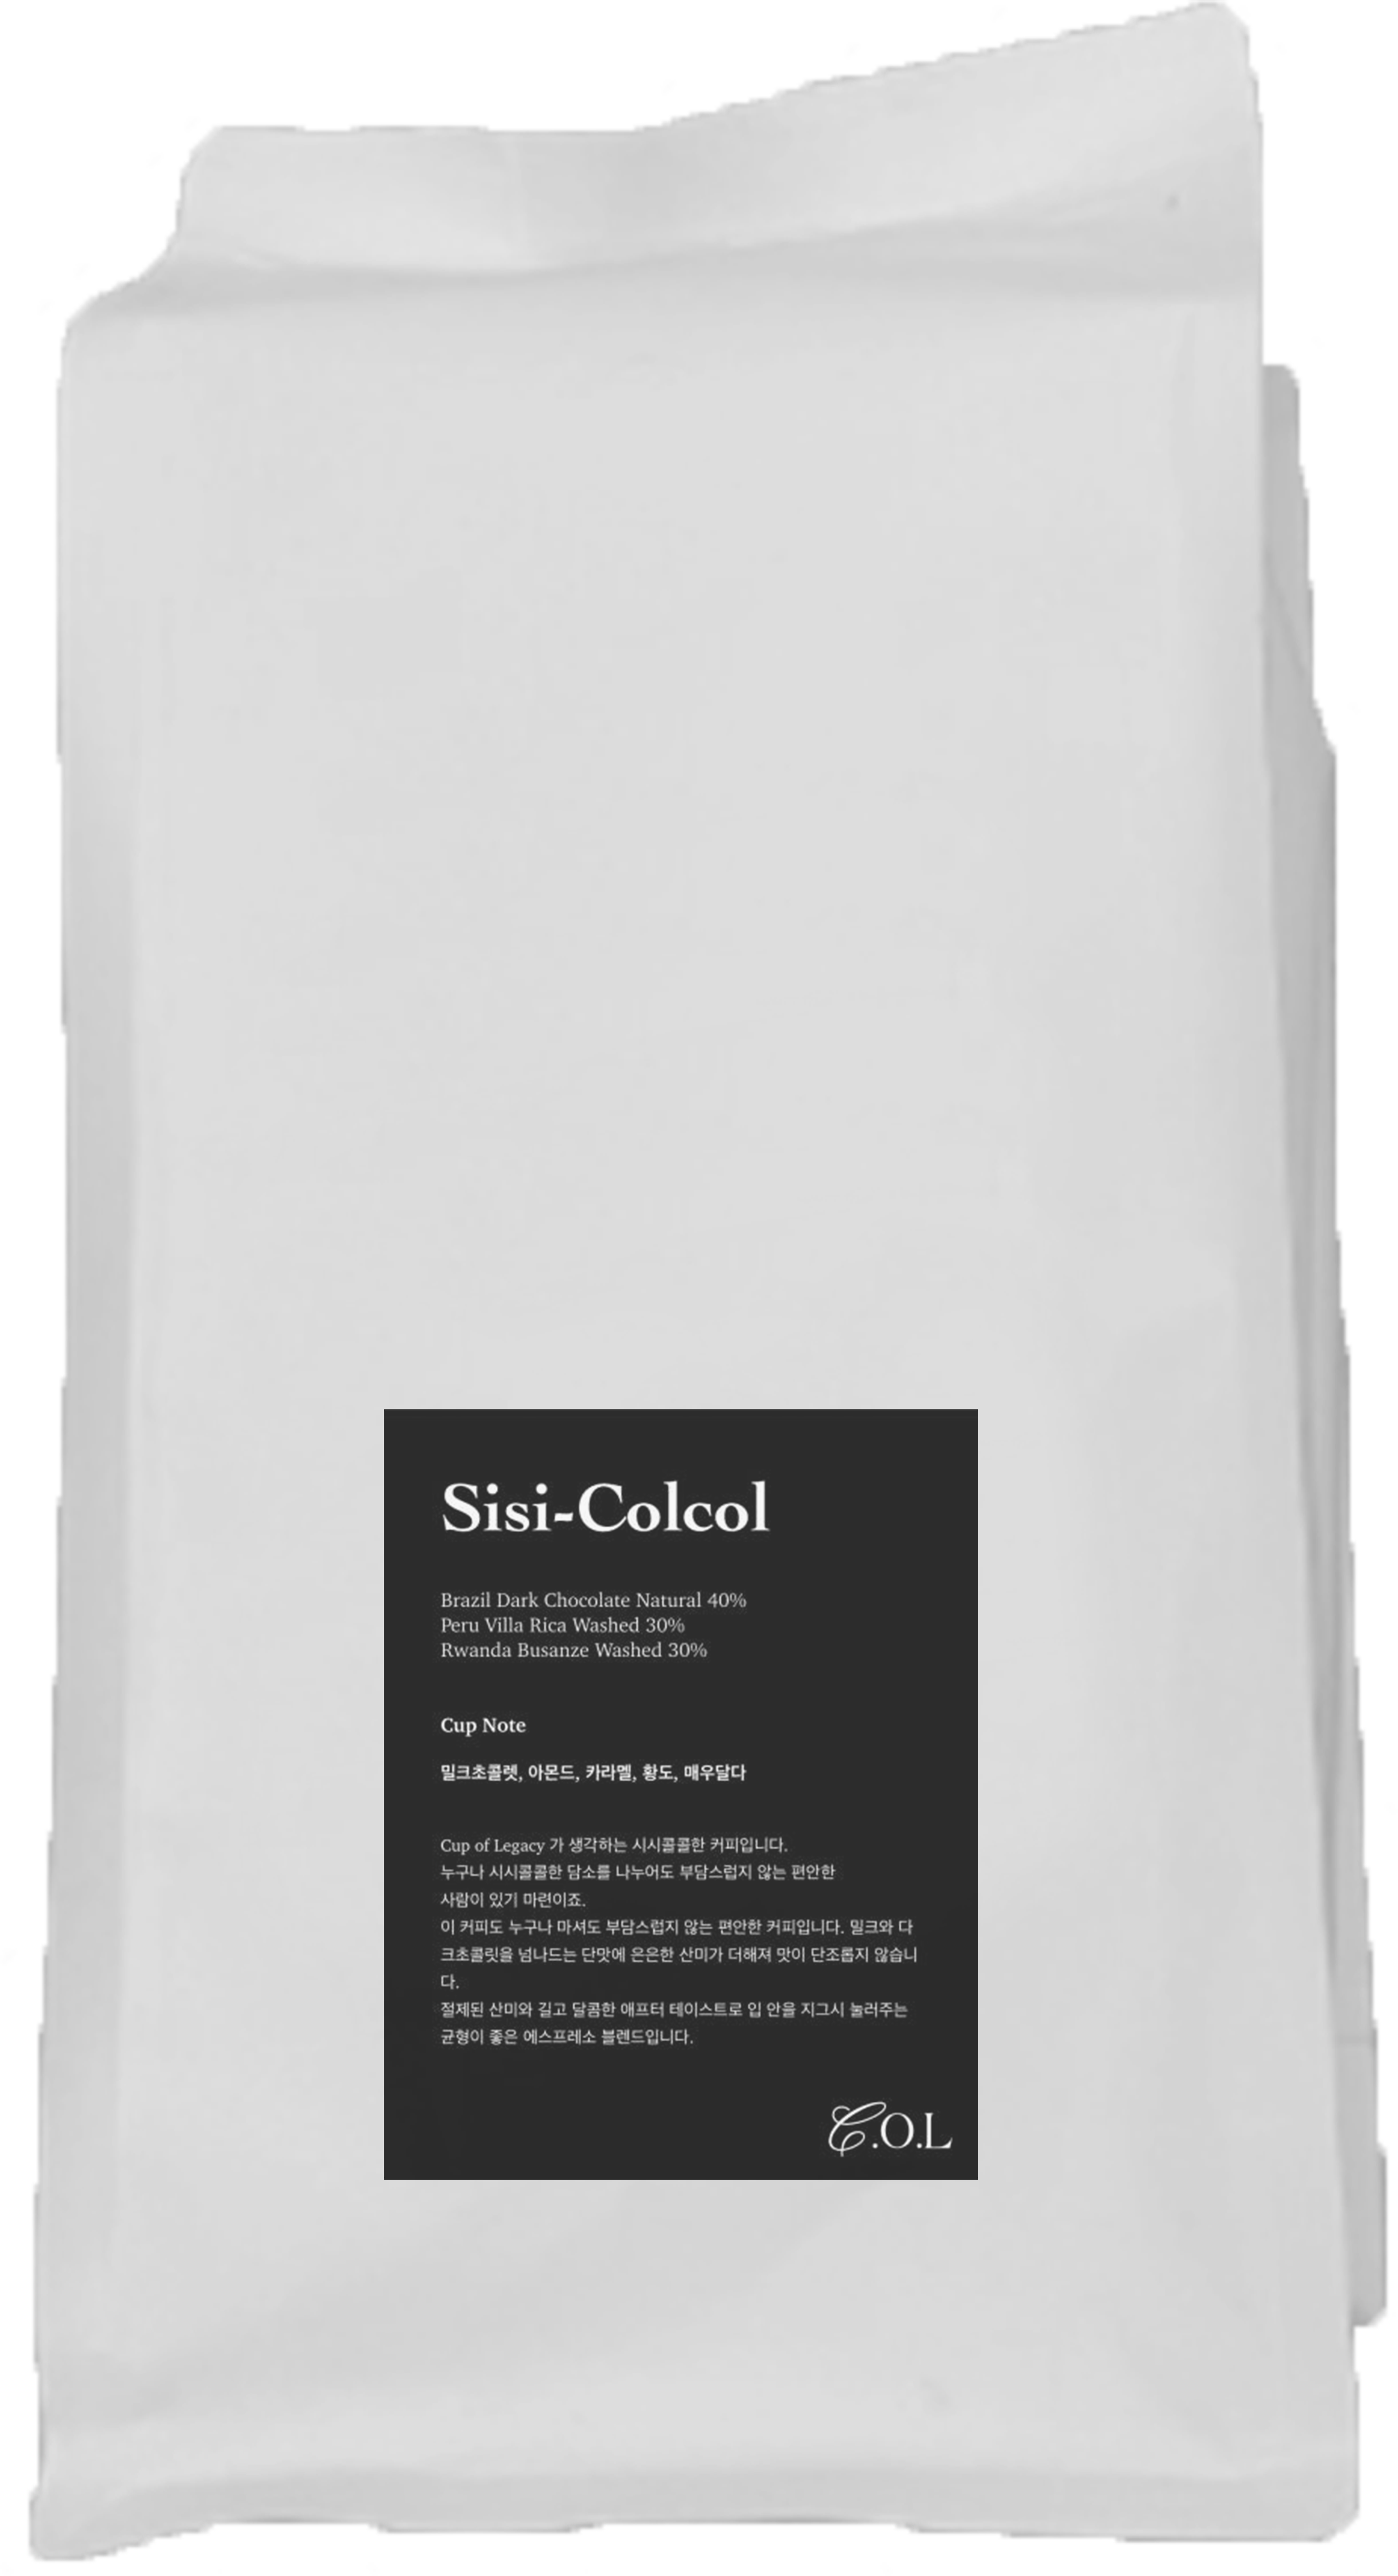 Sisi-Colcol
Brazil Dark Chocolate Natural 40%
Peru Villa Rica Washed 30%
Rwanda Busanze Washed 30%
Cup Note
밀크초콜렛, 아몬드, 카라멜, 황도, 매우달다
Cup of Legacy 가 생각하는 시시콜콜한 커피입니다.
누구나 시시콜콜한 담소를 나누어도 부담스럽지 않는 편안한
사람이 있기 마련이죠.
이 커피도 누구나 마셔도 부담스럽지 않는 편안한 커피입니다. 밀크와 다
크초콜릿을 넘나드는 단맛에 은은한 산미가 더해져 맛이 단조롭지 않습니
다.
절제된 산미와 길고 달콤한 애프터 테이스트로 입 안을 지그시 눌러주는
균형이 좋은 에스프레소 블렌드입니다.
C.O.L